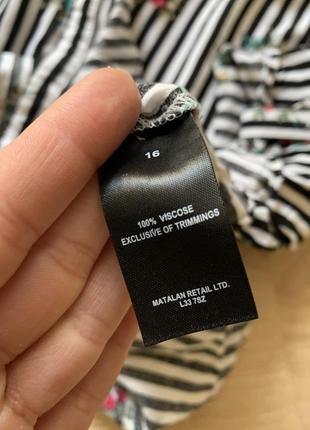 16
100% VISCOSE
EXCLUSIVE OF TRIMMINGS
MATALAN RETAIL LTD.
L33 7SZ